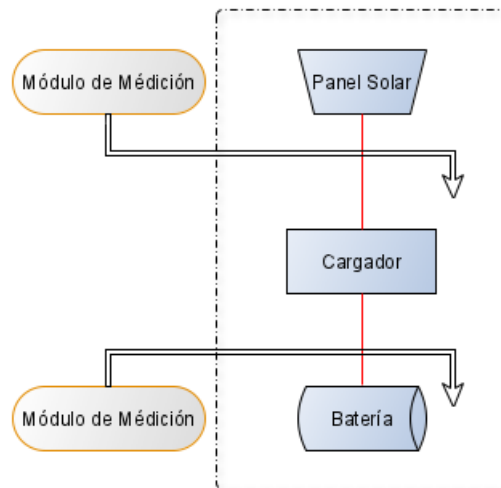 Módulo de Médición
Panel Solar
Cargador
Módulo de Médición
Batería